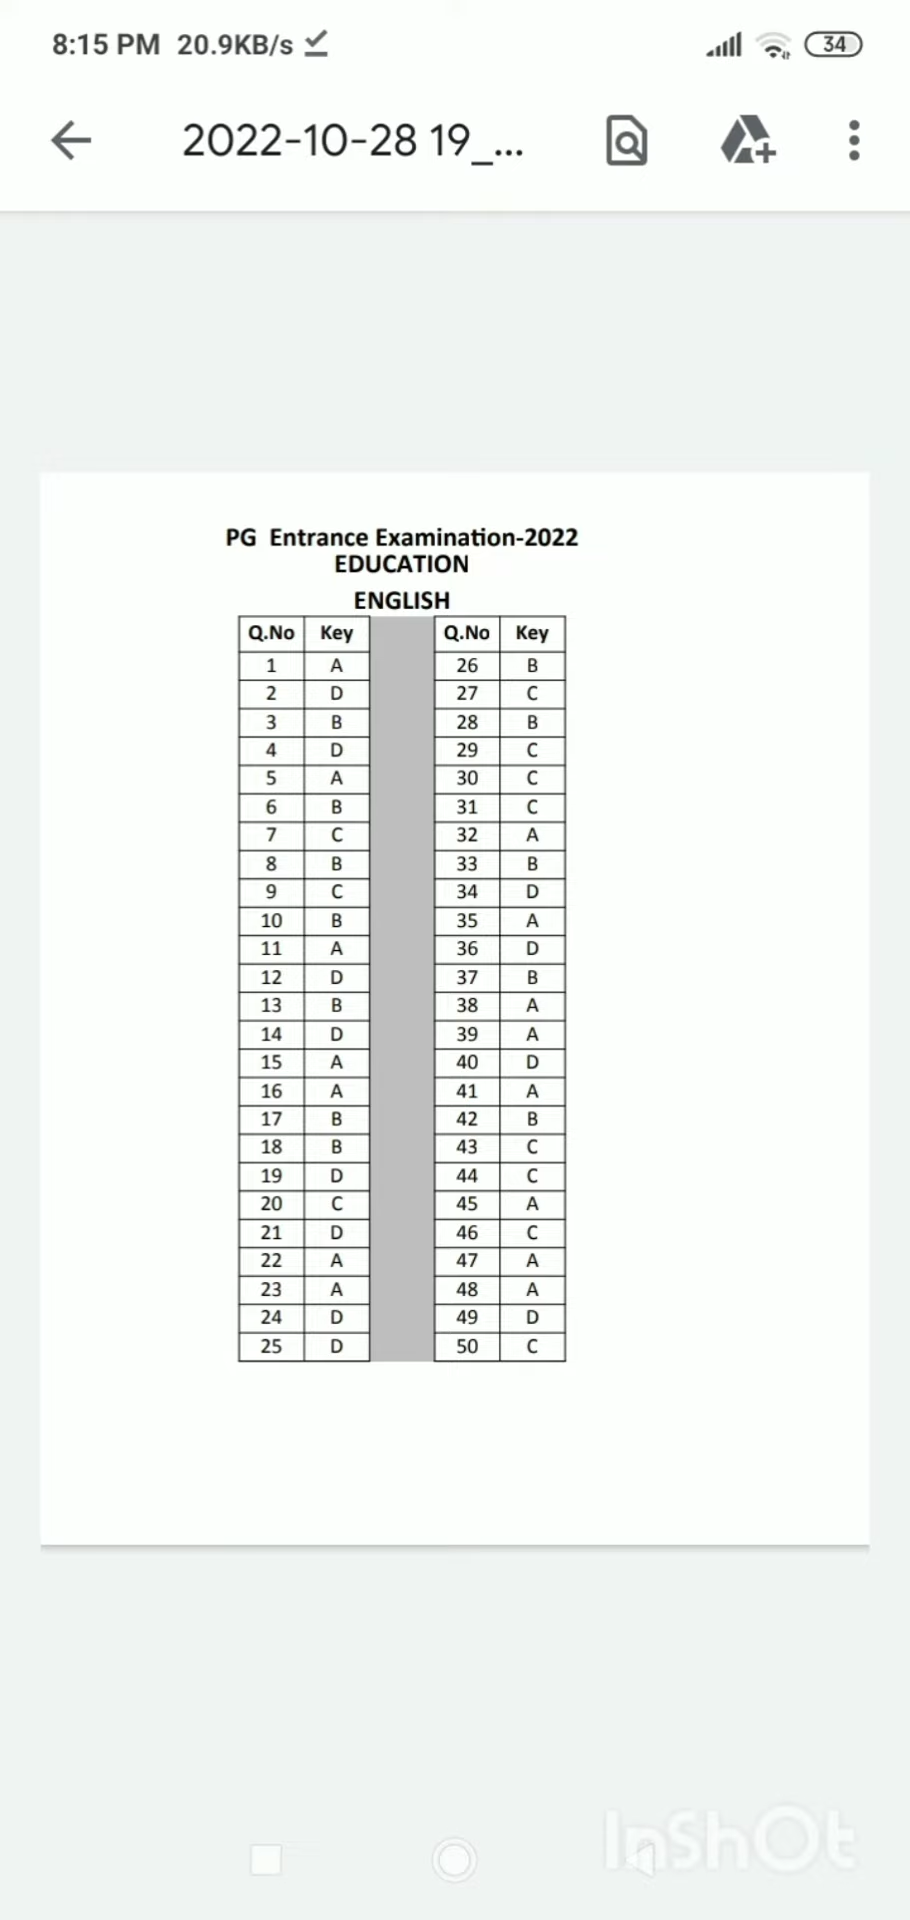 8:15 PM 20.9KB/s
34
2022-10-28 19_...
PG Entrance Examination-2022
EDUCATION
ENGLISH
Q.No Key Q.No Key
1 A 26 B
2 D 27 C
3 B 28 B
4 D 29 C
5 A 30 C
6 B 31 C
7 C 32 A
8 B 33 B
9 C 34 D
10 B 35 A
11 A 36 D
12 D 37 B
13 B 38 A
14 D 39 A
15 A 40 D
16 A 41 A
17 B 42 B
18 B 43 C
19 D 44 C
20 C 45 A
21 D 46 C
22 A 47 A
23 A 48 A
24 D 49 D
25 D 50 C
InShOt